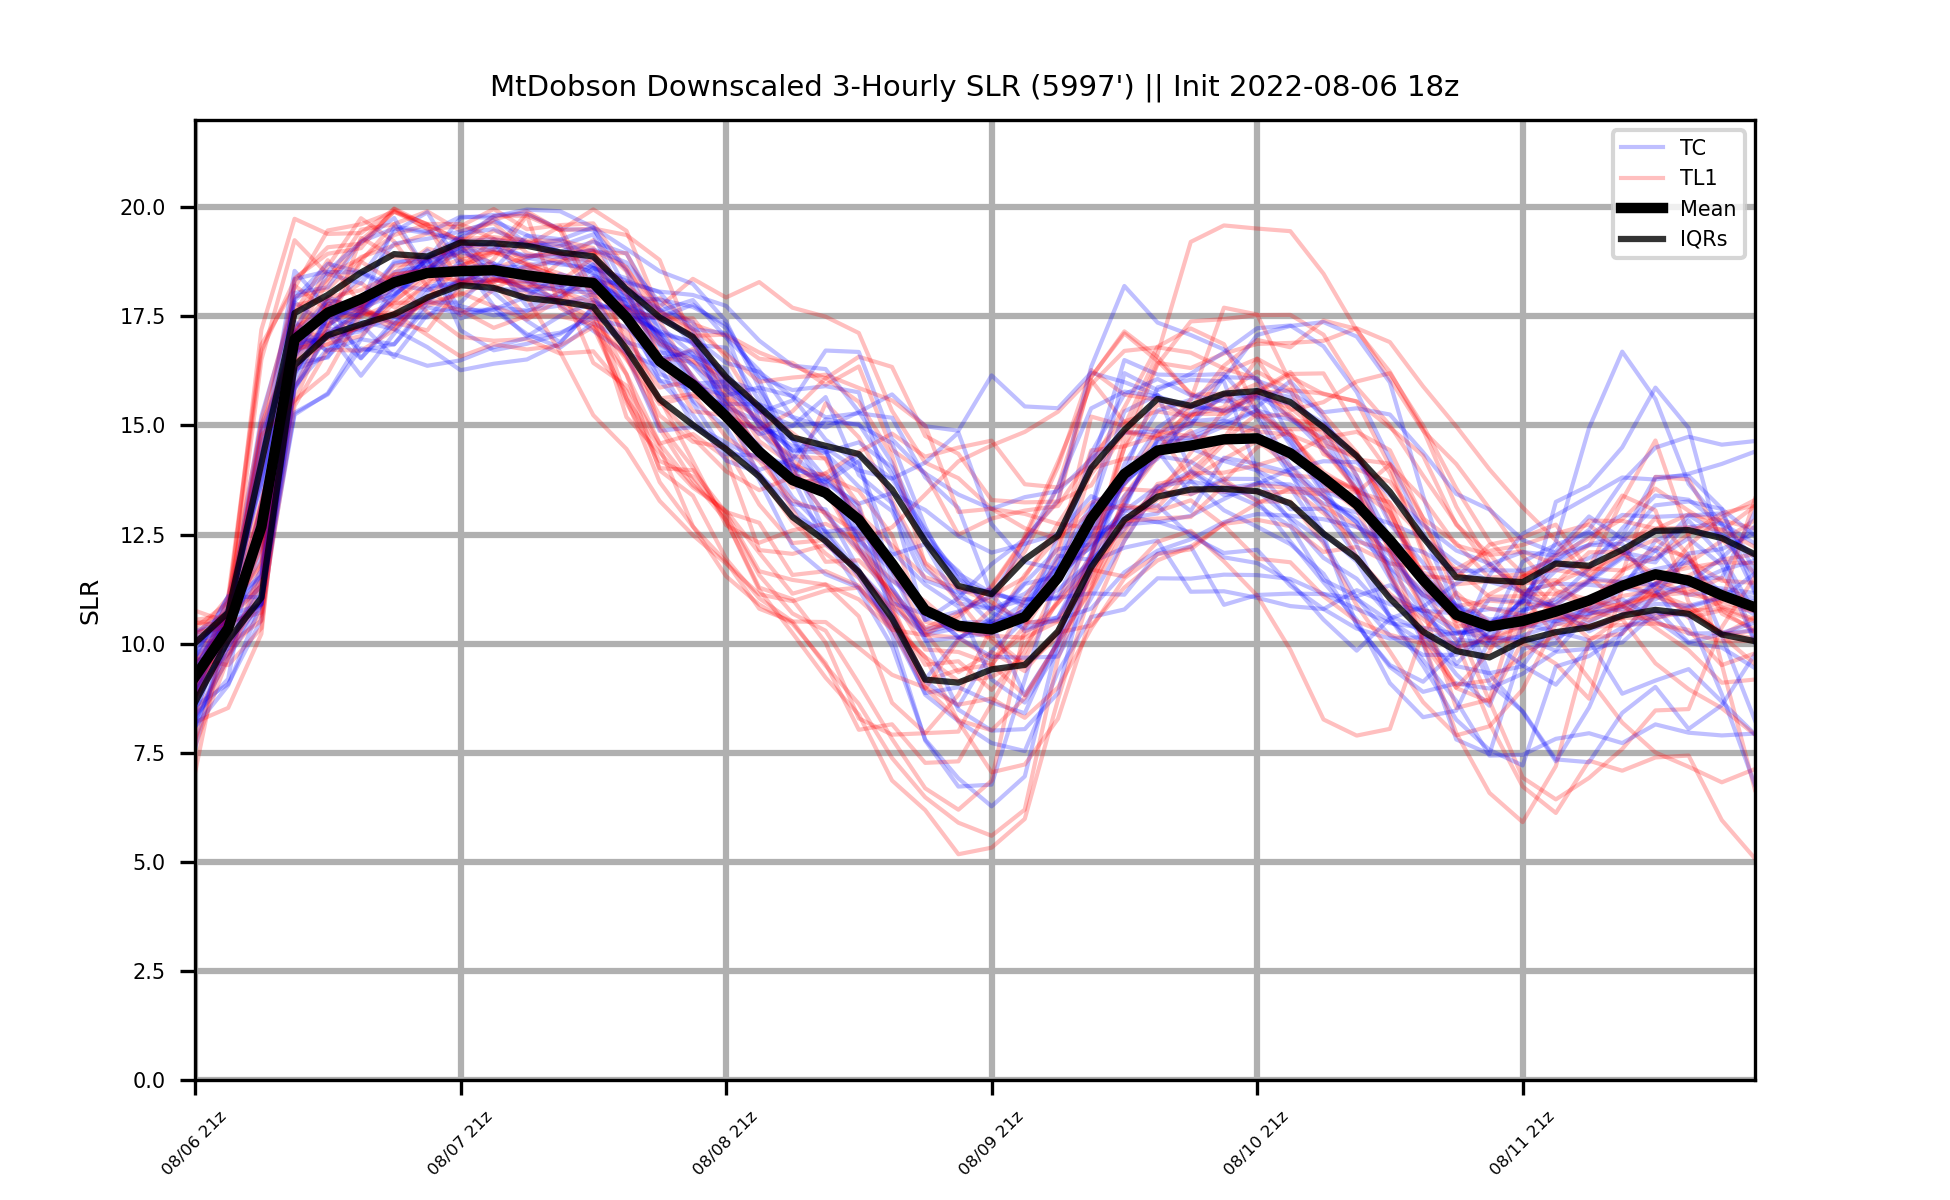 MtDobson Downscaled 3-Hourly SLR (5997') || Init 2022-08-06 18z
TC
TL1
Mean
IQRs
SLR
20.0
17.5
15.0
12.5
10.0
7.5
5.0
2.5
0.0
08/06 21z
08/07 21z
08/08 21z
08/09 21z
08/10 21z
08/11 21z